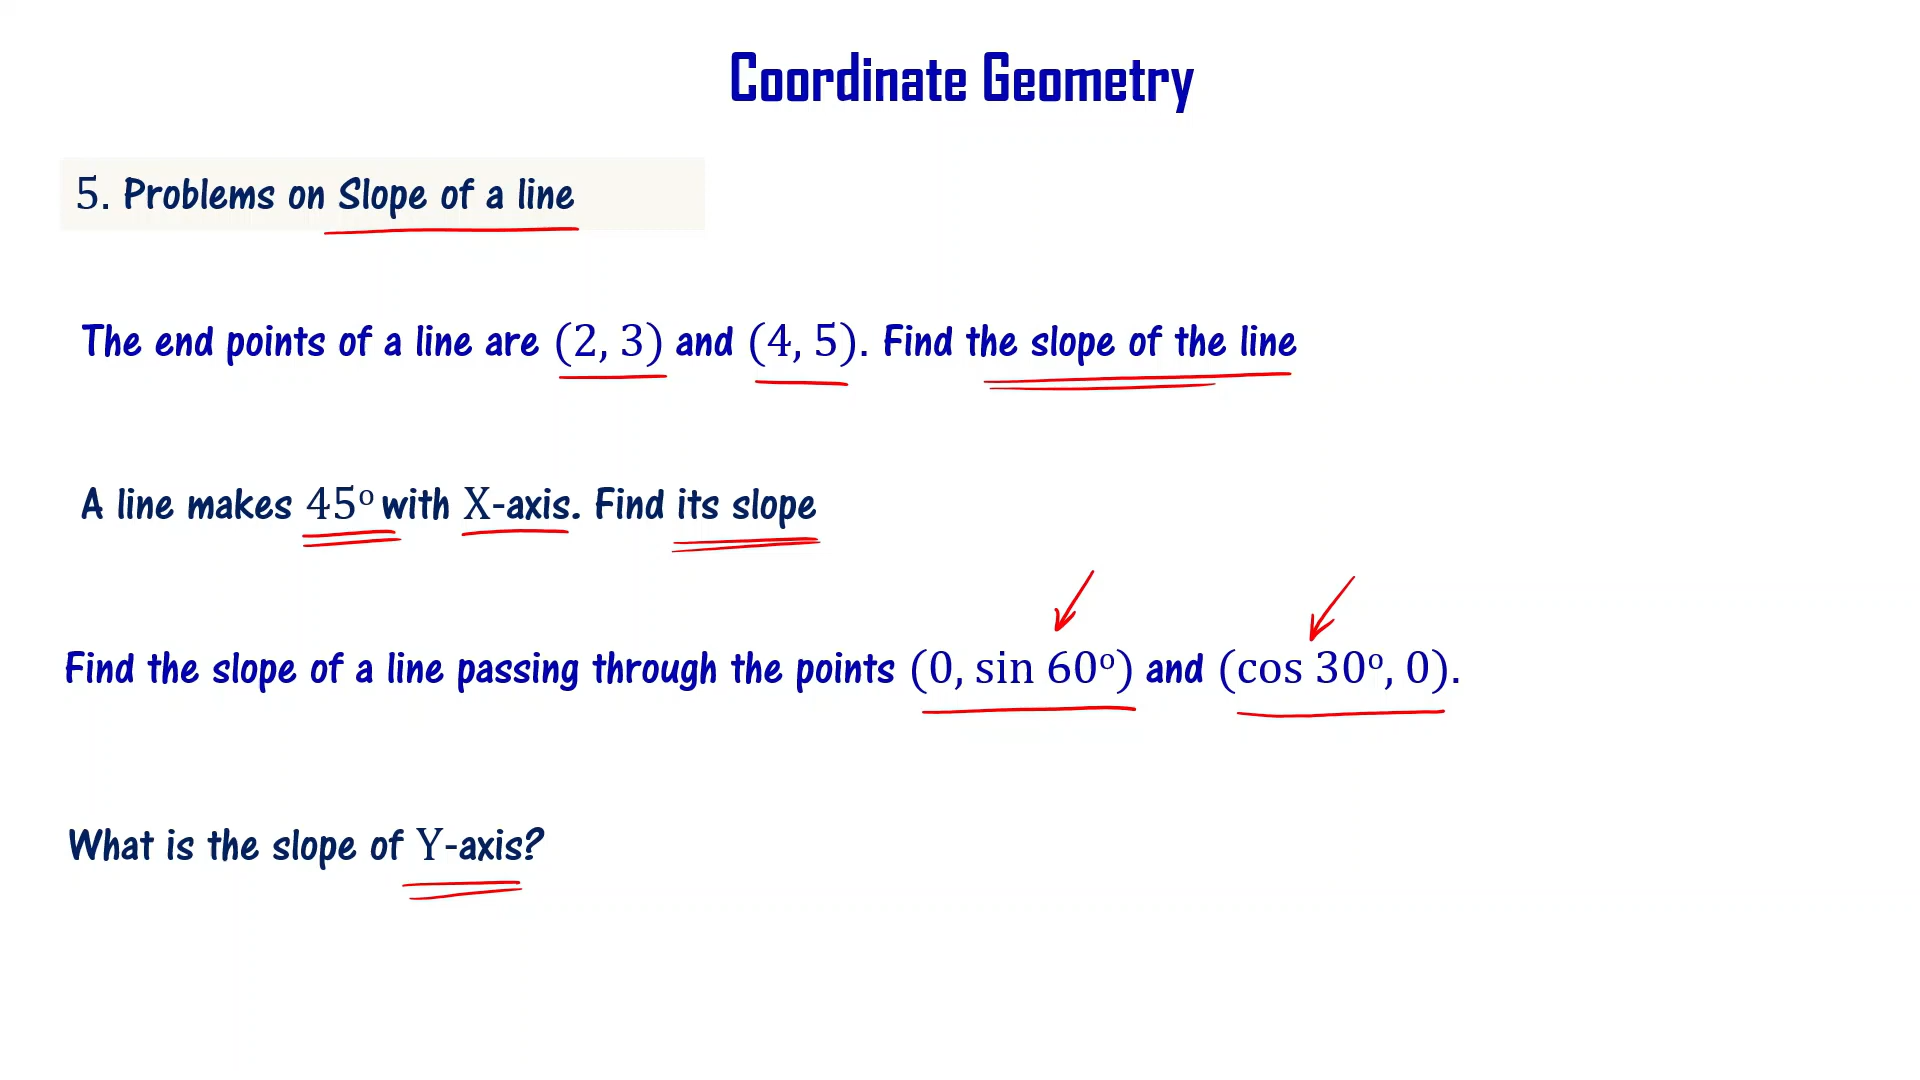 Coordinate Geometry
5. Problems on Slope of a line
The end points of a line are (2, 3) and (4, 5). Find the slope of the line
A line makes 45° with X-axis. Find its slope
Find the slope of a line passing through the points (0, sin 60°) and (cos 30°, 0).
What is the slope of Y-axis?